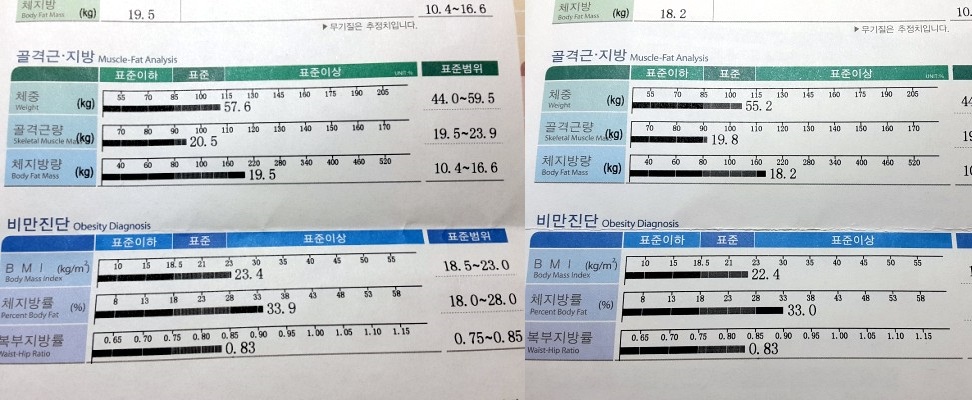 체지방 Body Fat Mass (kg) 19.5 10.4~16.6
▶무기질은 추정치입니다.
골격근·지방 Muscle-Fat Analysis
표준이하 표준 표준이상 UNIT:% 표준범위
체중 Weight (kg) 55 70 85 100 115 130 145 160 175 190 205
57.6 44.0~59.5
골격근량 Skeletal Muscle (kg) 70 80 90 100 110 120 130 140 150 160 170
20.5 19.5~23.9
체지방량 Body Fat Mass (kg) 40 60 80 100 160 220 280 340 400 460 520
19.5 10.4~16.6
비만진단 Obesity Diagnosis
표준이하 표준 표준이상 표준범위
BMI Body Mass Index (kg/m²) 10 15 18.5 21 23 25 30 35 40 50 55
23.4 18.5~23.0
체지방률 Percent Body Fat (%) 8 13 18 23 28 33 38 43 48 53 58
33.9 18.0~28.0
복부지방률 Waist-Hip Ratio 0.65 0.70 0.75 0.80 0.85 0.90 0.95 1.00 1.05 1.10 1.15
0.83 0.75~0.85
체지방 Body Fat Mass (kg) 18.2 10.
▶무기질은 추정치입니다.
골격근·지방 Muscle-Fat Analysis
표준이하 표준 표준이상 UNIT:%
체중 Weight (kg) 55 70 85 100 115 130 145 160 175 190 205
55.2 44
골격근량 Skeletal Muscle (kg) 70 80 90 100 110 120 130 140 150 160 170
19.8 19
체지방량 Body Fat Mass (kg) 40 60 80 100 160 220 280 340 400 460 520
18.2 10
비만진단 Obesity Diagnosis
표준이하 표준 표준이상
BMI Body Mass Index (kg/m²) 10 15 18.5 21 23 25 30 35 40 50 55
22.4 18
체지방률 Percent Body Fat (%) 8 13 18 23 28 33 38 43 48 53 58
33.0 18
복부지방률 Waist-Hip Ratio 0.65 0.70 0.75 0.80 0.85 0.90 0.95 1.00 1.05 1.10 1.15
0.83 0.